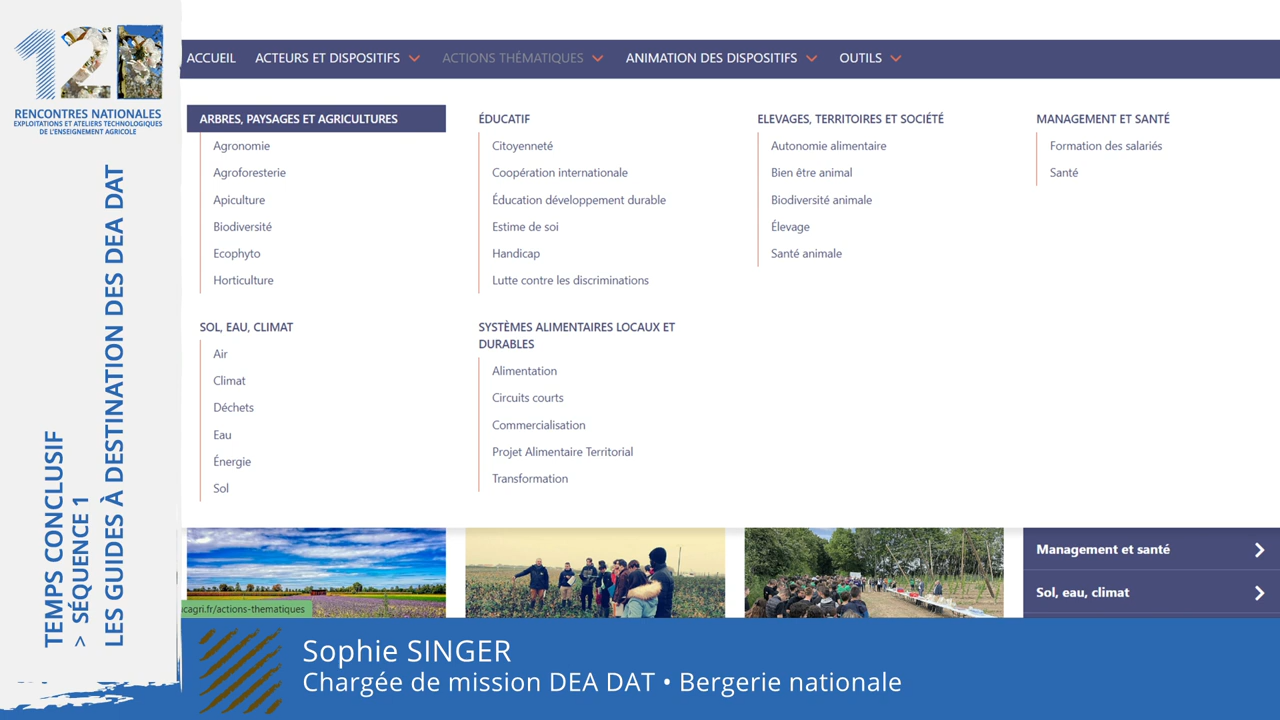 12
es
RENCONTRES NATIONALES
EXPLOITATIONS ET ATELIERS TECHNOLOGIQUES
DE L'ENSEIGNEMENT AGRICOLE
TEMPS CONCLUSIF
> SÉQUENCE 1
LES GUIDES À DESTINATION DES DEA DAT
ACCUEIL ACTEURS ET DISPOSITIFS ACTIONS THÉMATIQUES ANIMATION DES DISPOSITIFS OUTILS
ARBRES, PAYSAGES ET AGRICULTURES
Agronomie
Agroforesterie
Apiculture
Biodiversité
Ecophyto
Horticulture
ÉDUCATIF
Citoyenneté
Coopération internationale
Éducation développement durable
Estime de soi
Handicap
Lutte contre les discriminations
ELEVAGES, TERRITOIRES ET SOCIÉTÉ
Autonomie alimentaire
Bien être animal
Biodiversité animale
Élevage
Santé animale
MANAGEMENT ET SANTÉ
Formation des salariés
Santé
SOL, EAU, CLIMAT
Air
Climat
Déchets
Eau
Énergie
Sol
SYSTÈMES ALIMENTAIRES LOCAUX ET
DURABLES
Alimentation
Circuits courts
Commercialisation
Projet Alimentaire Territorial
Transformation
Management et santé
Sol, eau, climat
cagri.fr/actions-thematiques
Sophie SINGER
Chargée de mission DEA DAT • Bergerie nationale